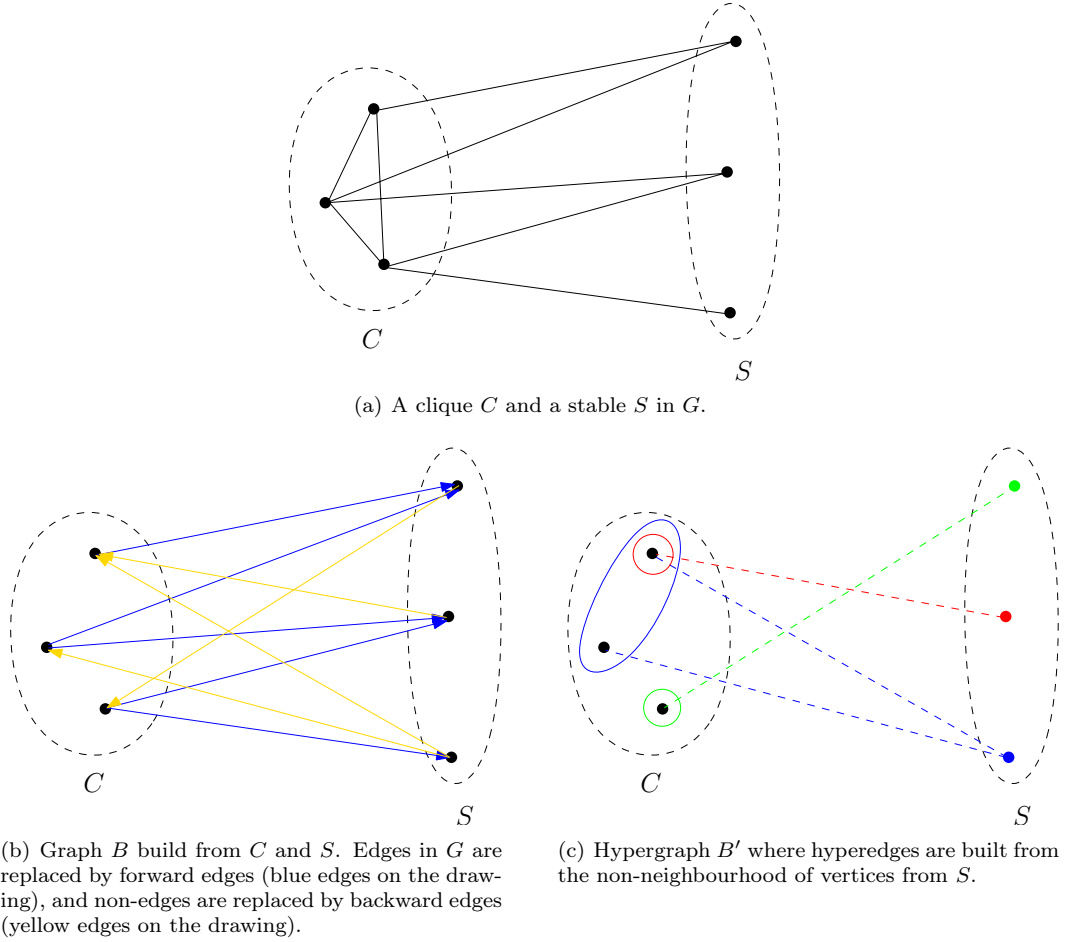 C
S
(a) A clique C and a stable S in G.
C
S
(b) Graph B build from C and S. Edges in G are
replaced by forward edges (blue edges on the draw-
ing), and non-edges are replaced by backward edges
(yellow edges on the drawing).
C
S
(c) Hypergraph B′ where hyperedges are built from
the non-neighbourhood of vertices from S.